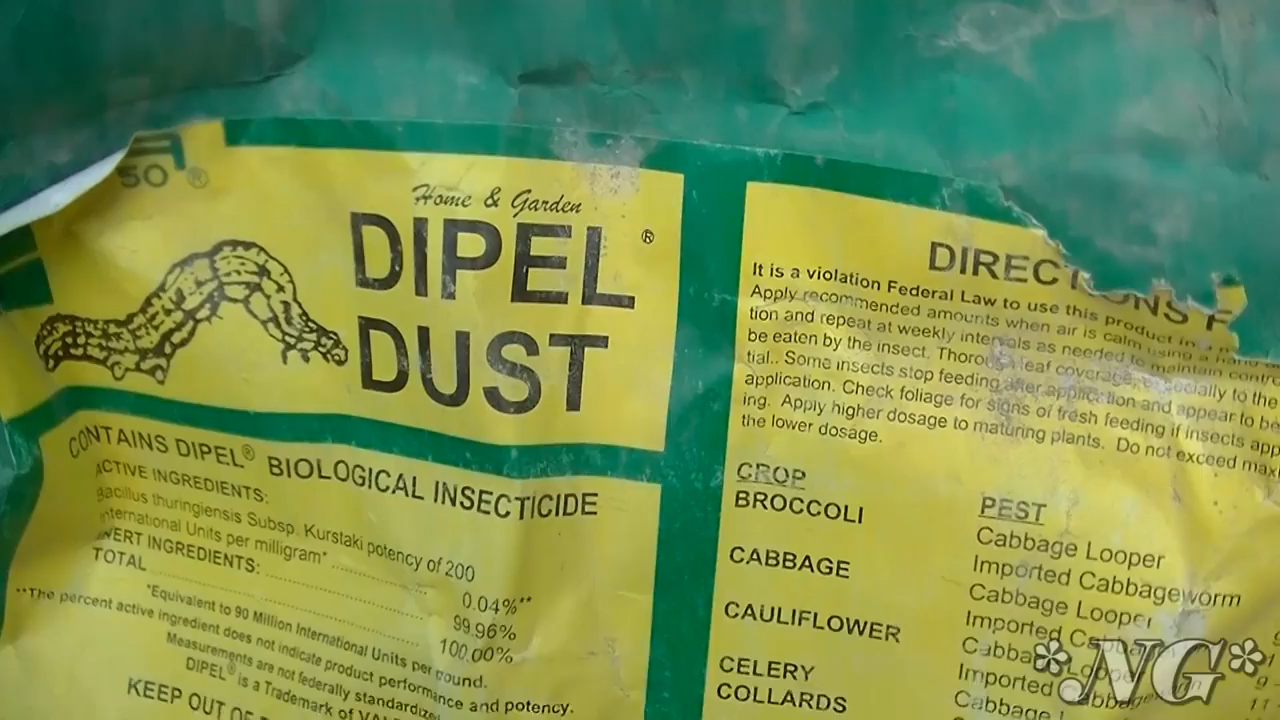 50 ®
Home & Garden
DIPEL ®
DUST
CONTAINS DIPEL® BIOLOGICAL INSECTICIDE
ACTIVE INGREDIENTS:
Bacillus thuringiensis Subsp. Kurstaki potency of 200
International Units per milligram* .................... 0.04%**
INERT INGREDIENTS: .......................... 99.96%
TOTAL .......................................... 100.00%
*Equivalent to 90 Million International Units per pound.
**The percent active ingredient does not indicate product performance and potency.
Measurements are not federally standardized
DIPEL® is a Trademark of
KEEP OUT OF
DIRECTIONS F
It is a violation Federal Law to use this product in a
Apply recommended amounts when air is calm using a hand
tion and repeat at weekly intervals as needed to maintain contro
be eaten by the insect. Thorough leaf coverage, especially to the
tial.. Some insects stop feeding after application and appear to be
application. Check foliage for signs of fresh feeding if insects app
ing. Apply higher dosage to maturing plants. Do not exceed max
the lower dosage.
CROP PEST
BROCCOLI Cabbage Looper
Imported Cabbageworm
CABBAGE Cabbage Looper
Imported
CAULIFLOWER Cabbage Looper
Imported
CELERY Cabbage
COLLARDS
*NG*